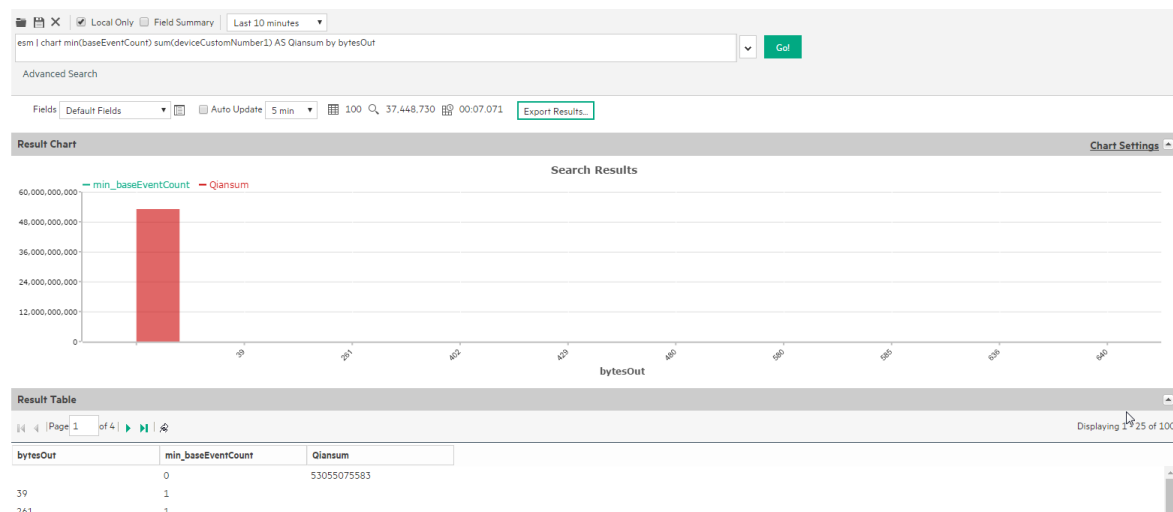 Local Only Field Summary Last 10 minutes
esm | chart min(baseEventCount) sum(deviceCustomNumber1) AS Qiansum by bytesOut
Go!
Advanced Search
Fields Default Fields Auto Update 5 min 100 37,448,730 00:07.071 Export Results...
Result Chart Chart Settings
Search Results
min_baseEventCount Qiansum
60,000,000,000
48,000,000,000
36,000,000,000
24,000,000,000
12,000,000,000
0
39 261 402 429 480 580 585 636 640
bytesOut
Result Table
Page 1 of 4 Displaying 1 - 25 of 100
bytesOut min_baseEventCount Qiansum
0 53055075583
39 1
261 1